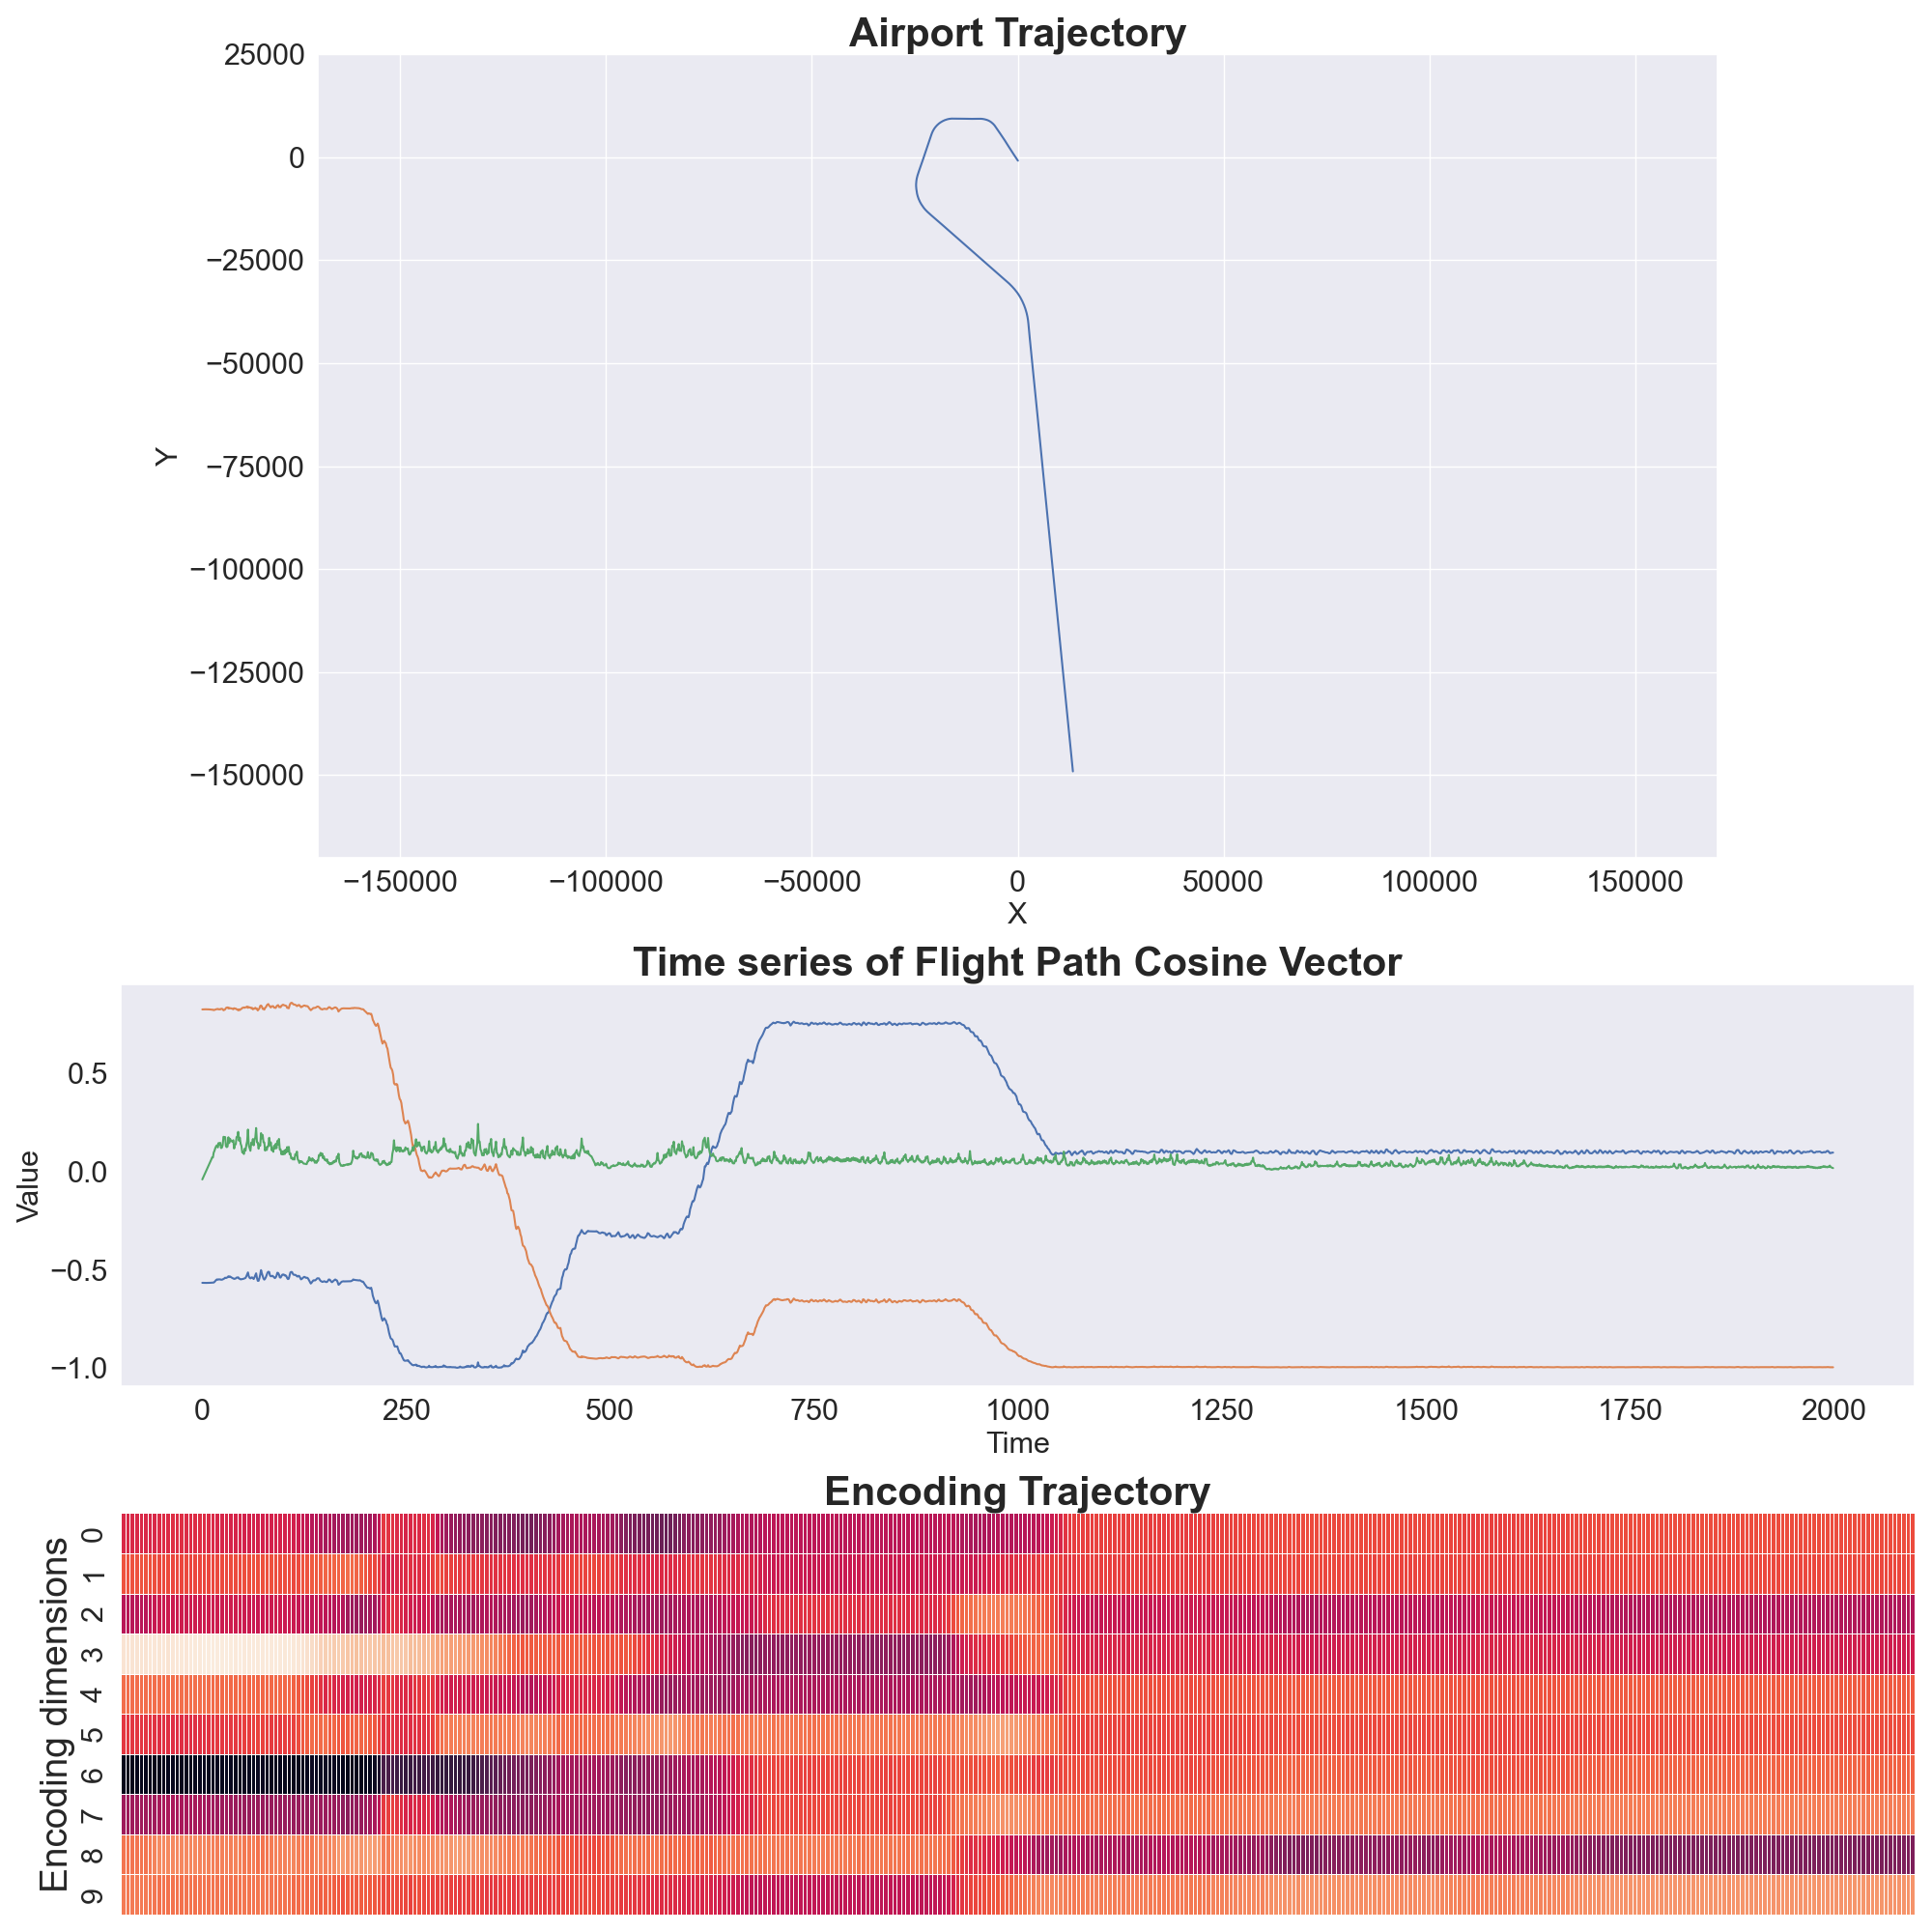 Airport Trajectory
25000
0
−25000
−50000
−75000
−100000
−125000
−150000
Y
−150000 −100000 −50000 0 50000 100000 150000
X
Time series of Flight Path Cosine Vector
0.5
0.0
−0.5
−1.0
Value
0 250 500 750 1000 1250 1500 1750 2000
Time
Encoding Trajectory
Encoding dimensions
0
1
2
3
4
5
6
7
8
9